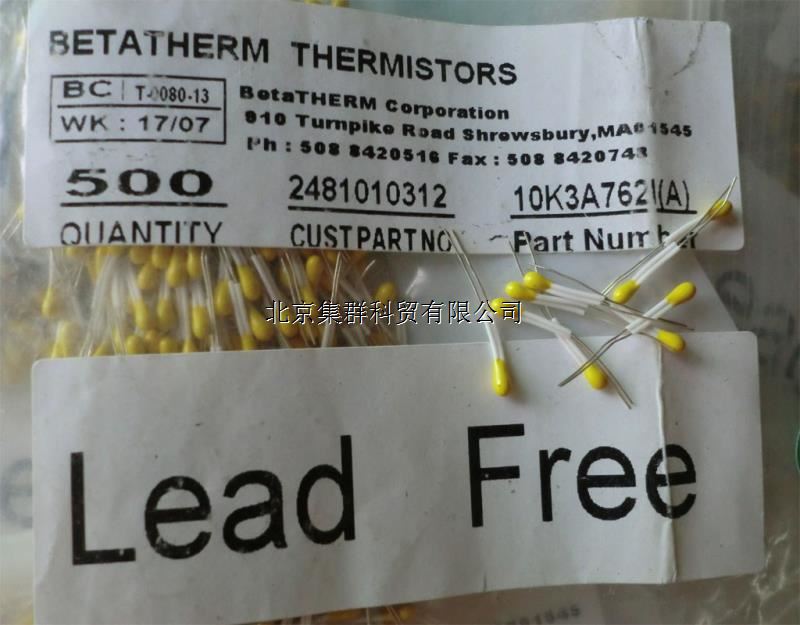 BETATHERM THERMISTORS
BC T-0080-13
WK : 17/07
BetaTHERM Corporation
910 Turnpike Road Shrewsbury,MA01545
Ph : 508 8420516 Fax : 508 8420748
500 2481010312 10K3A762I(A)
QUANTITY CUSTPARTNO Part Number
北京集群科贸有限公司
Lead Free